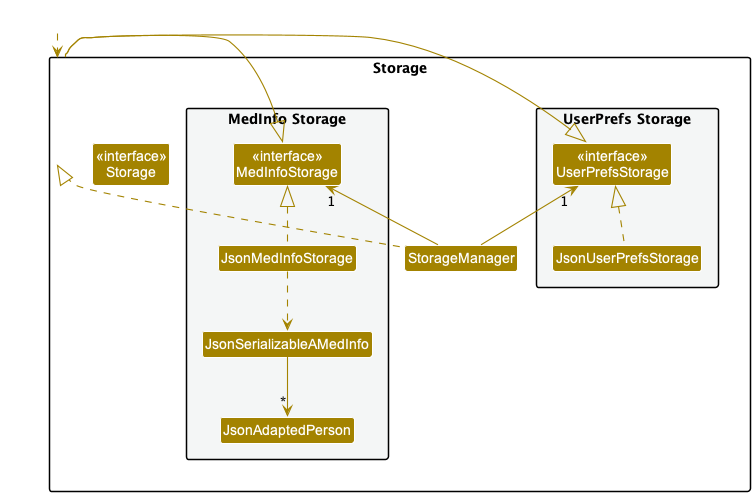 Storage
MedInfo Storage
UserPrefs Storage
«interface»
Storage
«interface»
MedInfoStorage
«interface»
UserPrefsStorage
1
1
JsonMedInfoStorage
StorageManager
JsonUserPrefsStorage
JsonSerializableAMedInfo
*
JsonAdaptedPerson